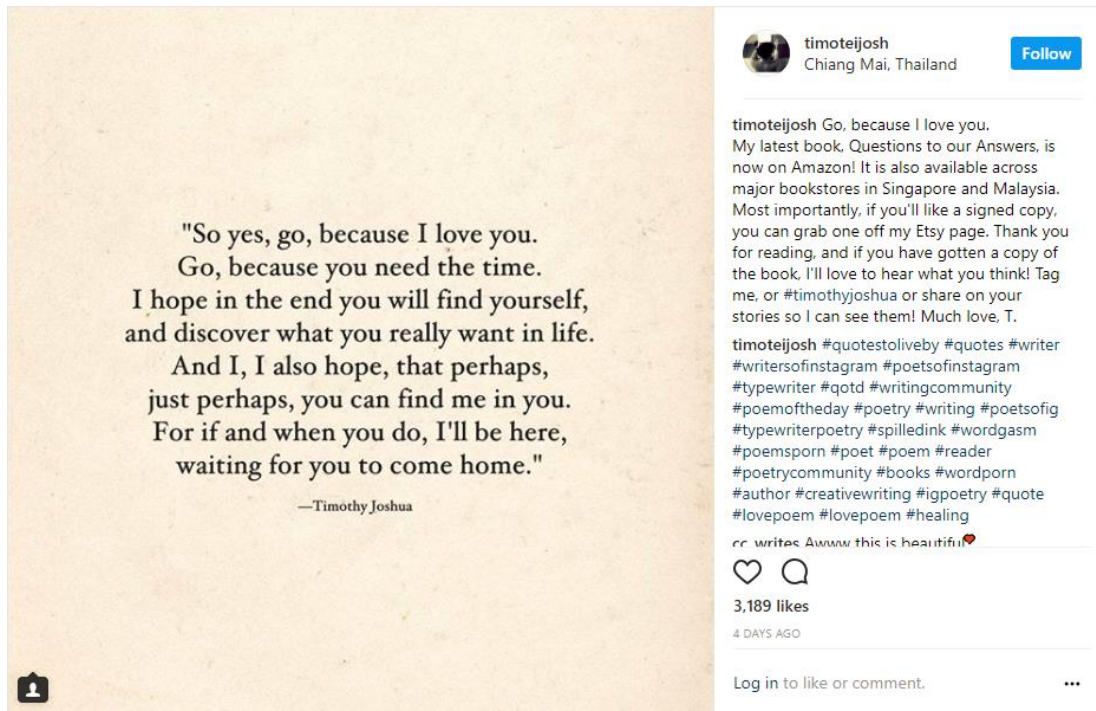 "So yes, go, because I love you.
Go, because you need the time.
I hope in the end you will find yourself,
and discover what you really want in life.
And I, I also hope, that perhaps,
just perhaps, you can find me in you.
For if and when you do, I'll be here,
waiting for you to come home."
—Timothy Joshua
timoteijosh
Chiang Mai, Thailand
Follow
timoteijosh Go, because I love you.
My latest book, Questions to our Answers, is
now on Amazon! It is also available across
major bookstores in Singapore and Malaysia.
Most importantly, if you'll like a signed copy,
you can grab one off my Etsy page. Thank you
for reading, and if you have gotten a copy of
the book, I'll love to hear what you think! Tag
me, or #timothyjoshua or share on your
stories so I can see them! Much love, T.
timoteijosh #quotestoliveby #quotes #writer
#writersofinstagram #poetsofinstagram
#typewriter #qotd #writingcommunity
#poemoftheday #poetry #writing #poetsofig
#typewriterpoetry #spilledink #wordgasm
#poemsporn #poet #poem #reader
#poetrycommunity #books #wordporn
#author #creativewriting #igpoetry #quote
#lovepoem #lovepoem #healing
cc_writes Awww this is beautiful❣
3,189 likes
4 DAYS AGO
Log in to like or comment.